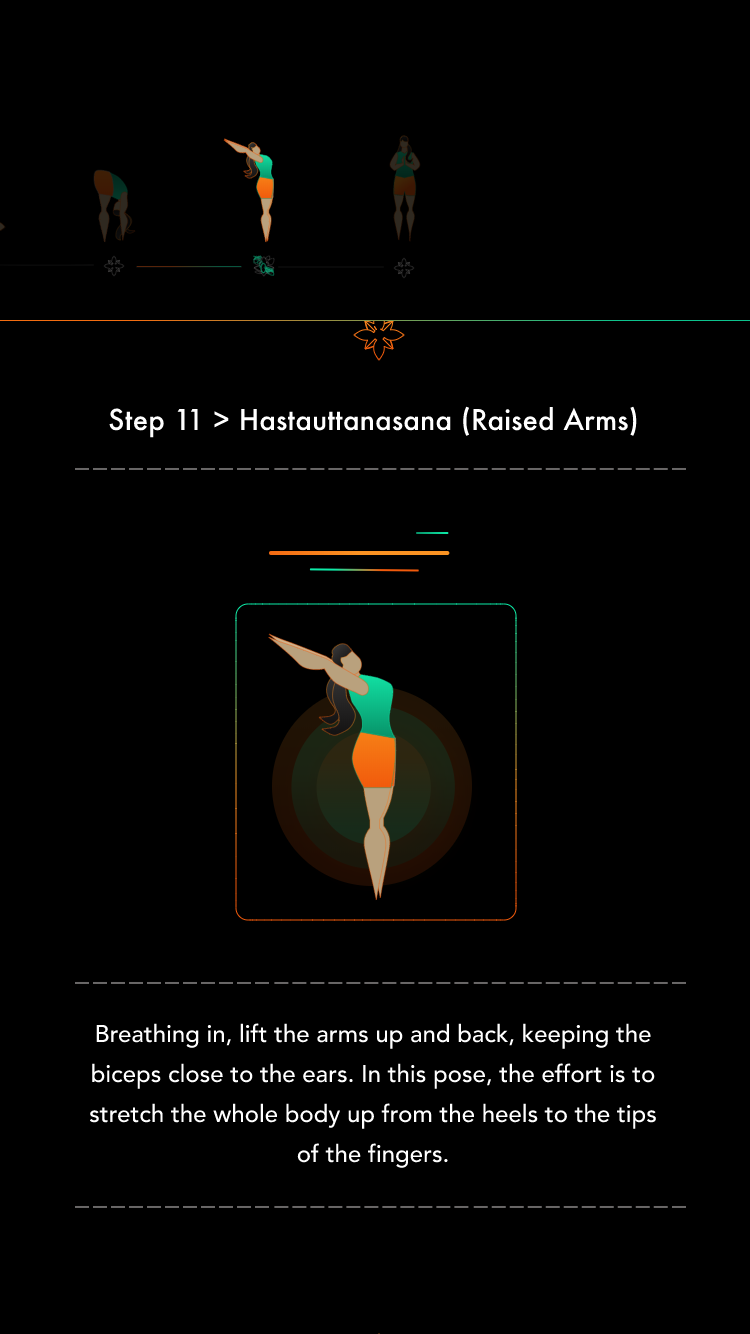 Step 11 > Hastauttanasana (Raised Arms)
Breathing in, lift the arms up and back, keeping the
biceps close to the ears. In this pose, the effort is to
stretch the whole body up from the heels to the tips
of the fingers.